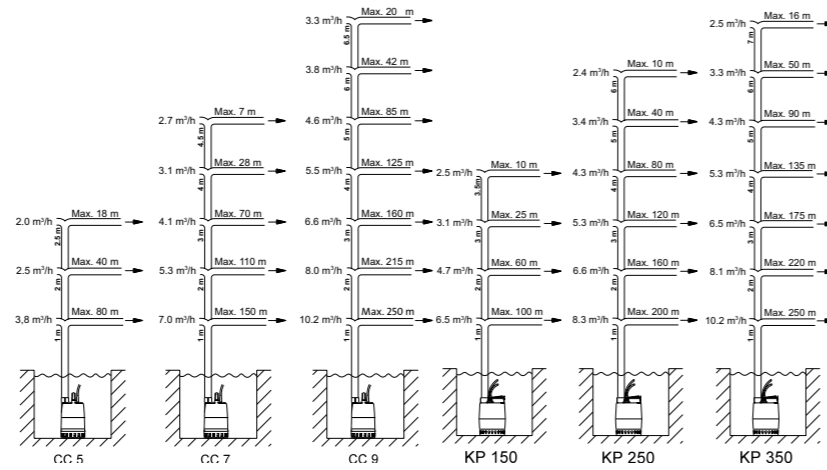 2.0 m³/h Max. 18 m
2.5 m
2.5 m³/h Max. 40 m
2 m
3,8 m³/h Max. 80 m
1 m
CC 5
2.7 m³/h Max. 7 m
4.5 m
3.1 m³/h Max. 28 m
4 m
4.1 m³/h Max. 70 m
3 m
5.3 m³/h Max. 110 m
2 m
7.0 m³/h Max. 150 m
1 m
CC 7
3.3 m³/h Max. 20 m
6.5 m
3.8 m³/h Max. 42 m
6 m
4.6 m³/h Max. 85 m
5 m
5.5 m³/h Max. 125 m
4 m
6.6 m³/h Max. 160 m
3 m
8.0 m³/h Max. 215 m
2 m
10.2 m³/h Max. 250 m
1 m
CC 9
2.5 m³/h Max. 10 m
3.5m
3.1 m³/h Max. 25 m
3 m
4.7 m³/h Max. 60 m
2 m
6.5 m³/h Max. 100 m
1 m
KP 150
2.4 m³/h Max. 10 m
6 m
3.4 m³/h Max. 40 m
5 m
4.3 m³/h Max. 80 m
4 m
5.3 m³/h Max. 120 m
3 m
6.6 m³/h Max. 160 m
2 m
8.3 m³/h Max. 200 m
1 m
KP 250
2.5 m³/h Max. 16 m
7 m
3.3 m³/h Max. 50 m
6 m
4.3 m³/h Max. 90 m
5 m
5.3 m³/h Max. 135 m
4 m
6.5 m³/h Max. 175 m
3 m
8.1 m³/h Max. 220 m
2 m
10.2 m³/h Max. 250 m
1 m
KP 350